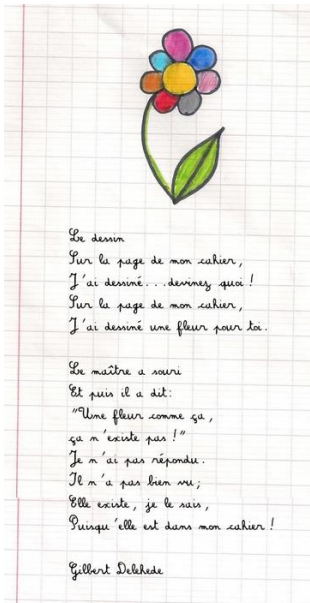 Le dessin
Sur la page de mon cahier,
J'ai dessiné...devinez quoi !
Sur la page de mon cahier,
J'ai dessiné une fleur pour toi.
Le maître a souri
Et puis il a dit:
"Une fleur comme ça,
ça n'existe pas !"
Je n'ai pas répondu.
Il n'a pas bien vu;
Elle existe, je le sais,
Puisqu'elle est dans mon cahier !
Gilbert Delehede